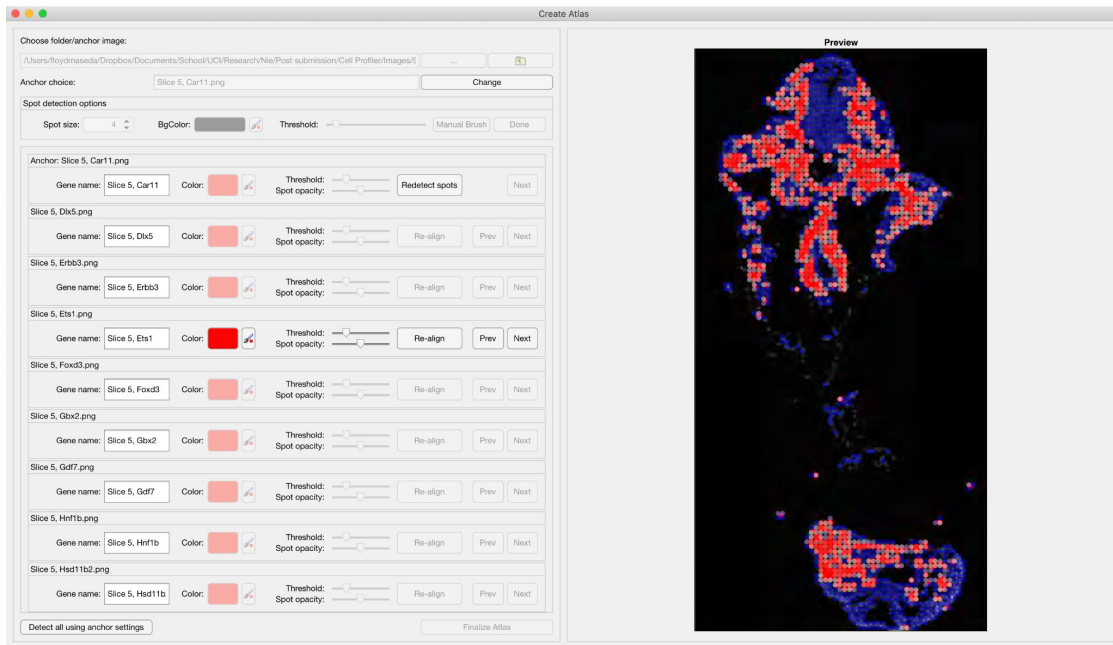 Create Atlas
Choose folder/anchor image:
/Users/floydmaseda/Dropbox/Documents/School/UCI/Research/Nie/Post submission/Cell Profiler/Images/S
...
Anchor choice: Slice 5, Car11.png Change
Spot detection options
Spot size: 4 BgColor: Threshold: Manual Brush Done
Anchor: Slice 5, Car11.png
Gene name: Slice 5, Car11 Color: Threshold: Redetect spots Next
Spot opacity:
Slice 5, Dlx5.png
Gene name: Slice 5, Dlx5 Color: Threshold: Re-align Prev Next
Spot opacity:
Slice 5, Erbb3.png
Gene name: Slice 5, Erbb3 Color: Threshold: Re-align Prev Next
Spot opacity:
Slice 5, Ets1.png
Gene name: Slice 5, Ets1 Color: Threshold: Re-align Prev Next
Spot opacity:
Slice 5, Foxd3.png
Gene name: Slice 5, Foxd3 Color: Threshold: Re-align Prev Next
Spot opacity:
Slice 5, Gbx2.png
Gene name: Slice 5, Gbx2 Color: Threshold: Re-align Prev Next
Spot opacity:
Slice 5, Gdf7.png
Gene name: Slice 5, Gdf7 Color: Threshold: Re-align Prev Next
Spot opacity:
Slice 5, Hnf1b.png
Gene name: Slice 5, Hnf1b Color: Threshold: Re-align Prev Next
Spot opacity:
Slice 5, Hsd11b2.png
Gene name: Slice 5, Hsd11b Color: Threshold: Re-align Prev Next
Spot opacity:
Detect all using anchor settings Finalize Atlas
Preview